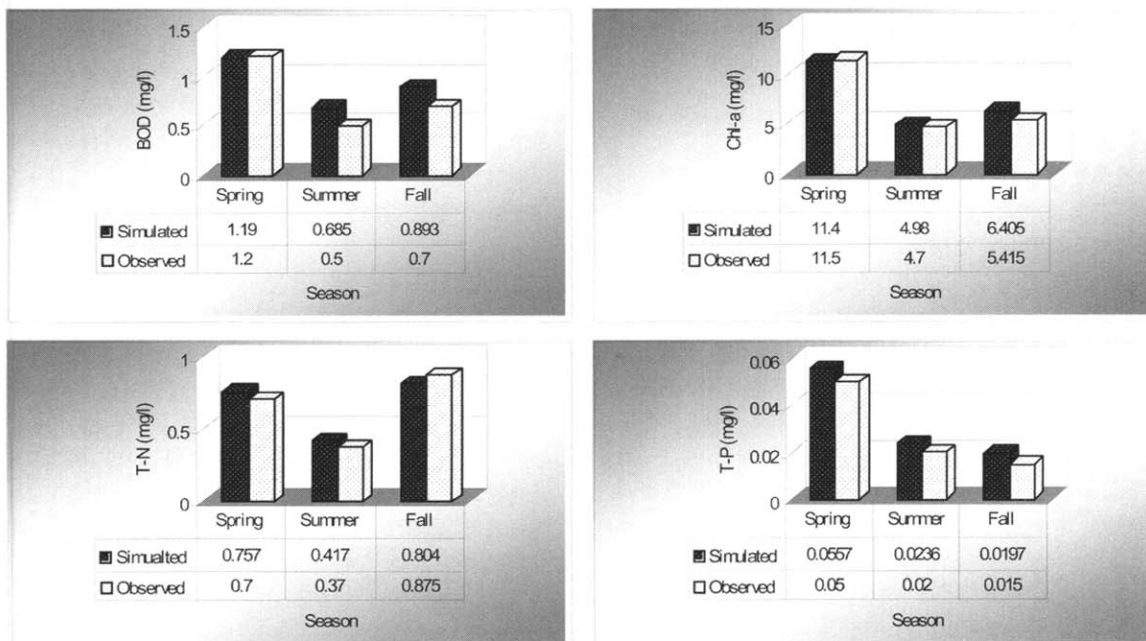 1.5
1
0.5
0
BOD (mg/l)
Spring Summer Fall
Simulated 1.19 0.685 0.893
Observed 1.2 0.5 0.7
Season
15
10
5
0
Chl-a (mg/l)
Spring Summer Fall
Simulated 11.4 4.98 6.405
Observed 11.5 4.7 5.415
Season
1
0.5
0
T-N (mg/l)
Spring Summer Fall
Simualted 0.757 0.417 0.804
Observed 0.7 0.37 0.875
Season
0.06
0.04
0.02
0
T-P (mg/l)
Spring Summer Fall
Simulated 0.0557 0.0236 0.0197
Observed 0.05 0.02 0.015
Season